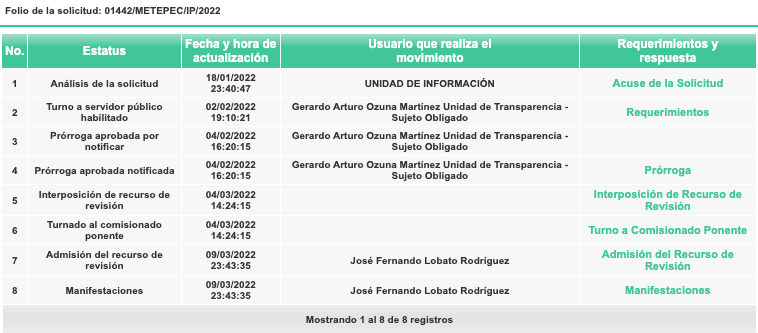 Folio de la solicitud: 01442/METEPEC/IP/2022
No. Estatus Fecha y hora de actualización Usuario que realiza el movimiento Requerimientos y respuesta
1 Análisis de la solicitud 18/01/2022 23:40:47 UNIDAD DE INFORMACIÓN Acuse de la Solicitud
2 Turno a servidor público habilitado 02/02/2022 19:10:21 Gerardo Arturo Ozuna Martínez Unidad de Transparencia - Sujeto Obligado Requerimientos
3 Prórroga aprobada por notificar 04/02/2022 16:20:15 Gerardo Arturo Ozuna Martínez Unidad de Transparencia - Sujeto Obligado
4 Prórroga aprobada notificada 04/02/2022 16:20:15 Gerardo Arturo Ozuna Martínez Unidad de Transparencia - Sujeto Obligado Prórroga
5 Interposición de recurso de revisión 04/03/2022 14:24:15 Interposición de Recurso de Revisión
6 Turnado al comisionado ponente 04/03/2022 14:24:15 Turno a Comisionado Ponente
7 Admisión del recurso de revisión 09/03/2022 23:43:35 José Fernando Lobato Rodríguez Admisión del Recurso de Revisión
8 Manifestaciones 09/03/2022 23:43:35 José Fernando Lobato Rodríguez Manifestaciones
Mostrando 1 al 8 de 8 registros